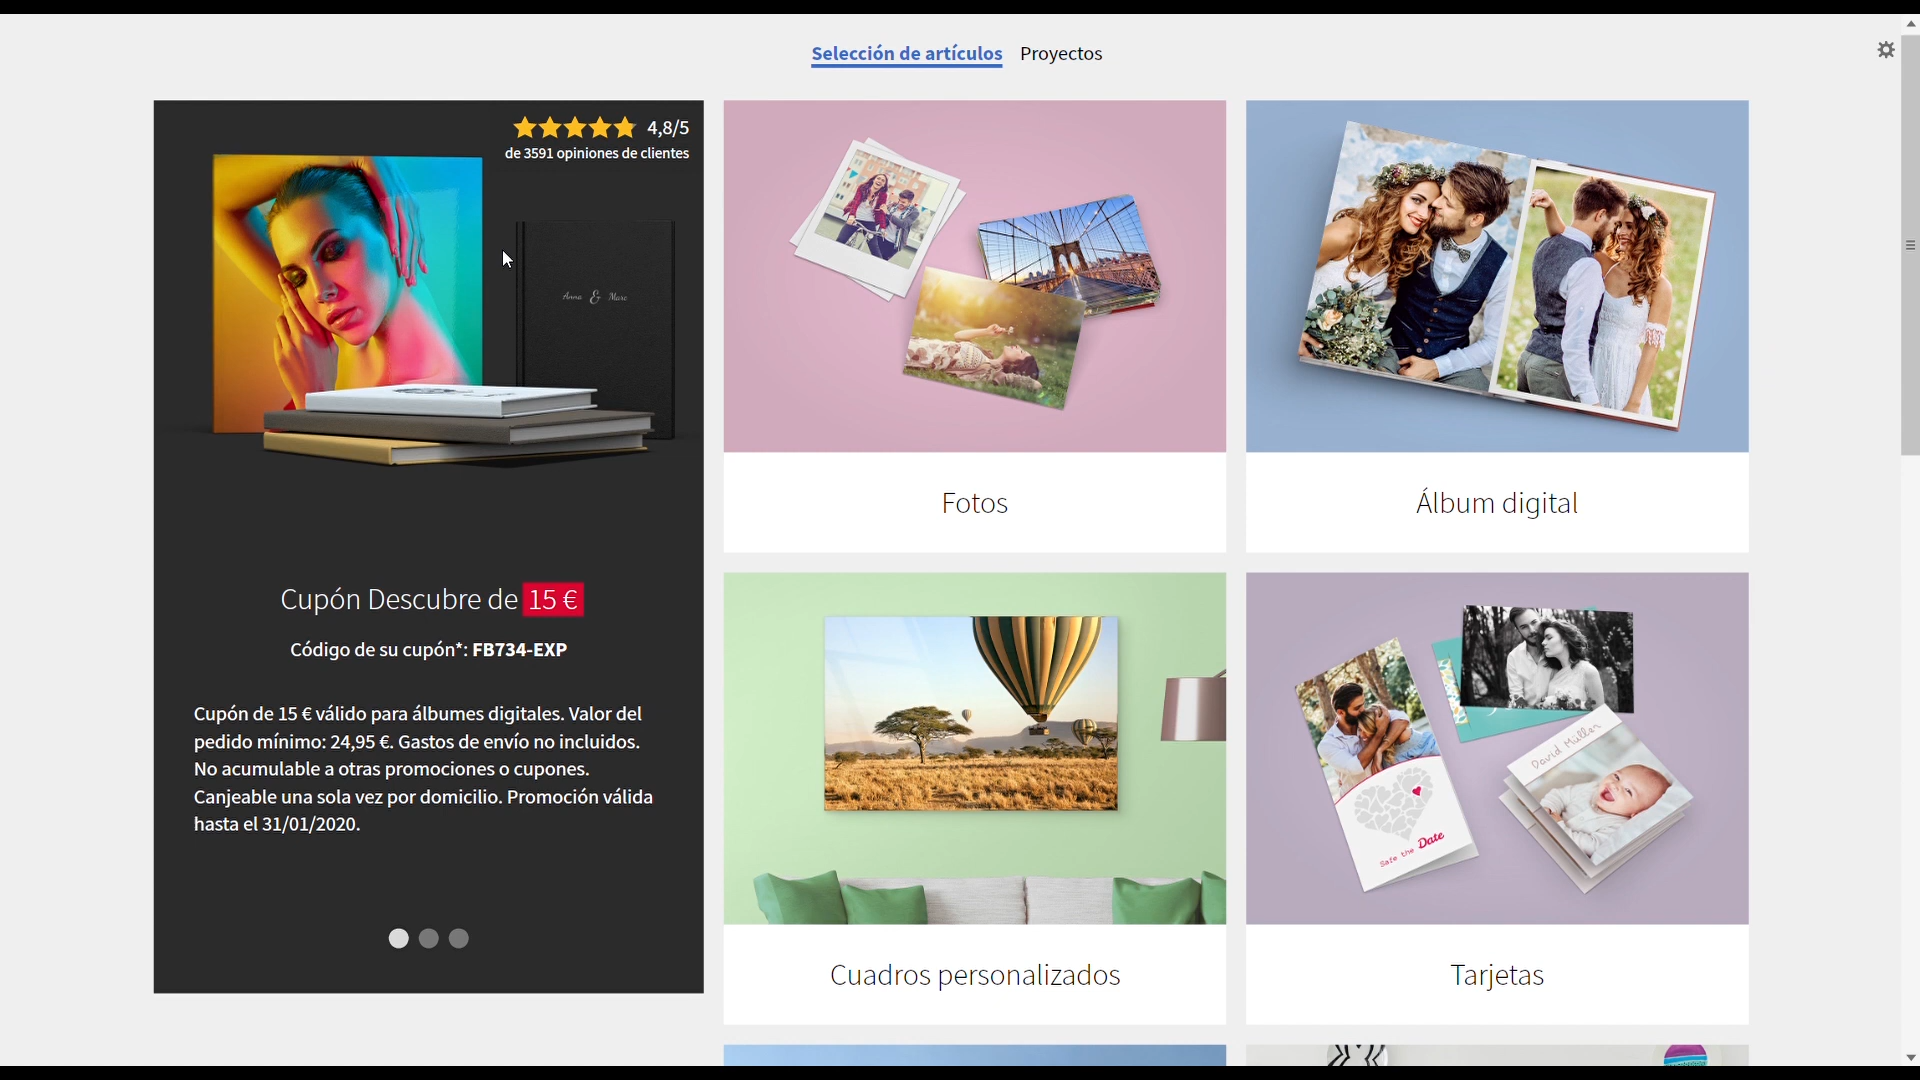 Selección de artículos Proyectos
4,8/5
de 3591 opiniones de clientes
Anna & Marc
Cupón Descubre de 15 €
Código de su cupón*: FB734-EXP
Cupón de 15 € válido para álbumes digitales. Valor del
pedido mínimo: 24,95 €. Gastos de envío no incluidos.
No acumulable a otras promociones o cupones.
Canjeable una sola vez por domicilio. Promoción válida
hasta el 31/01/2020.
Fotos
Álbum digital
David Müller
Safe the Date
Cuadros personalizados
Tarjetas